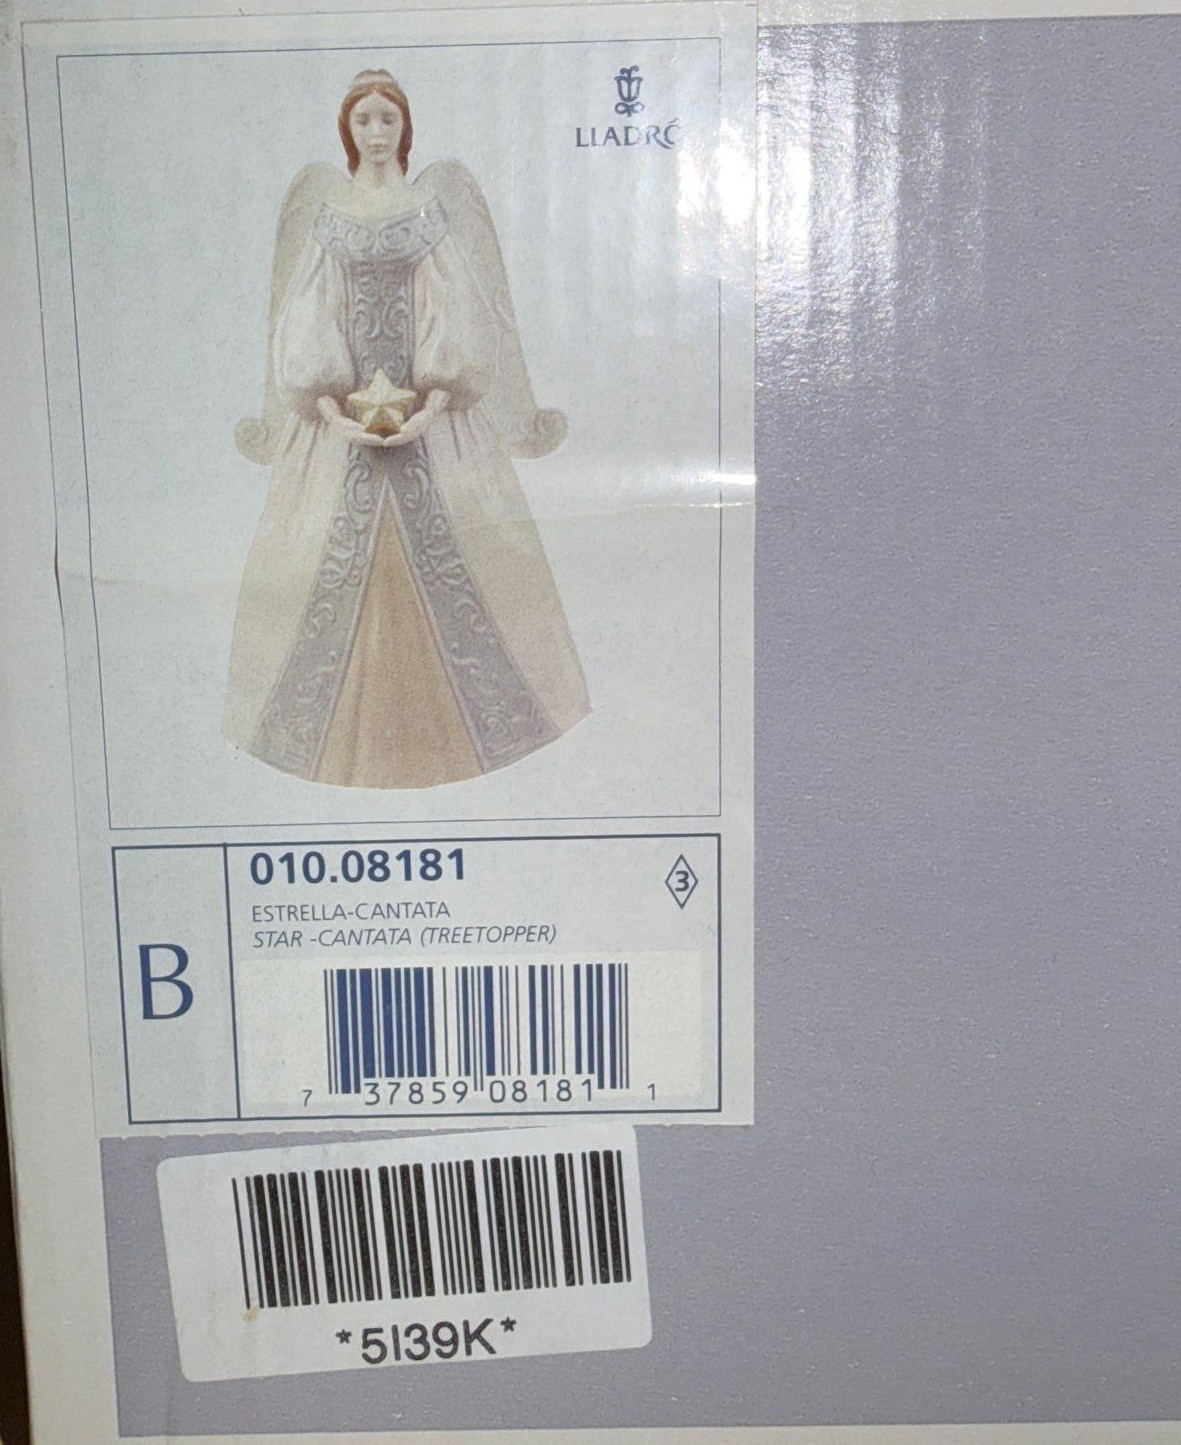 LLADRÓ
010.08181
3
ESTRELLA-CANTATA
STAR -CANTATA (TREETOPPER)
B
7 37859 08181 1
*5I39K*